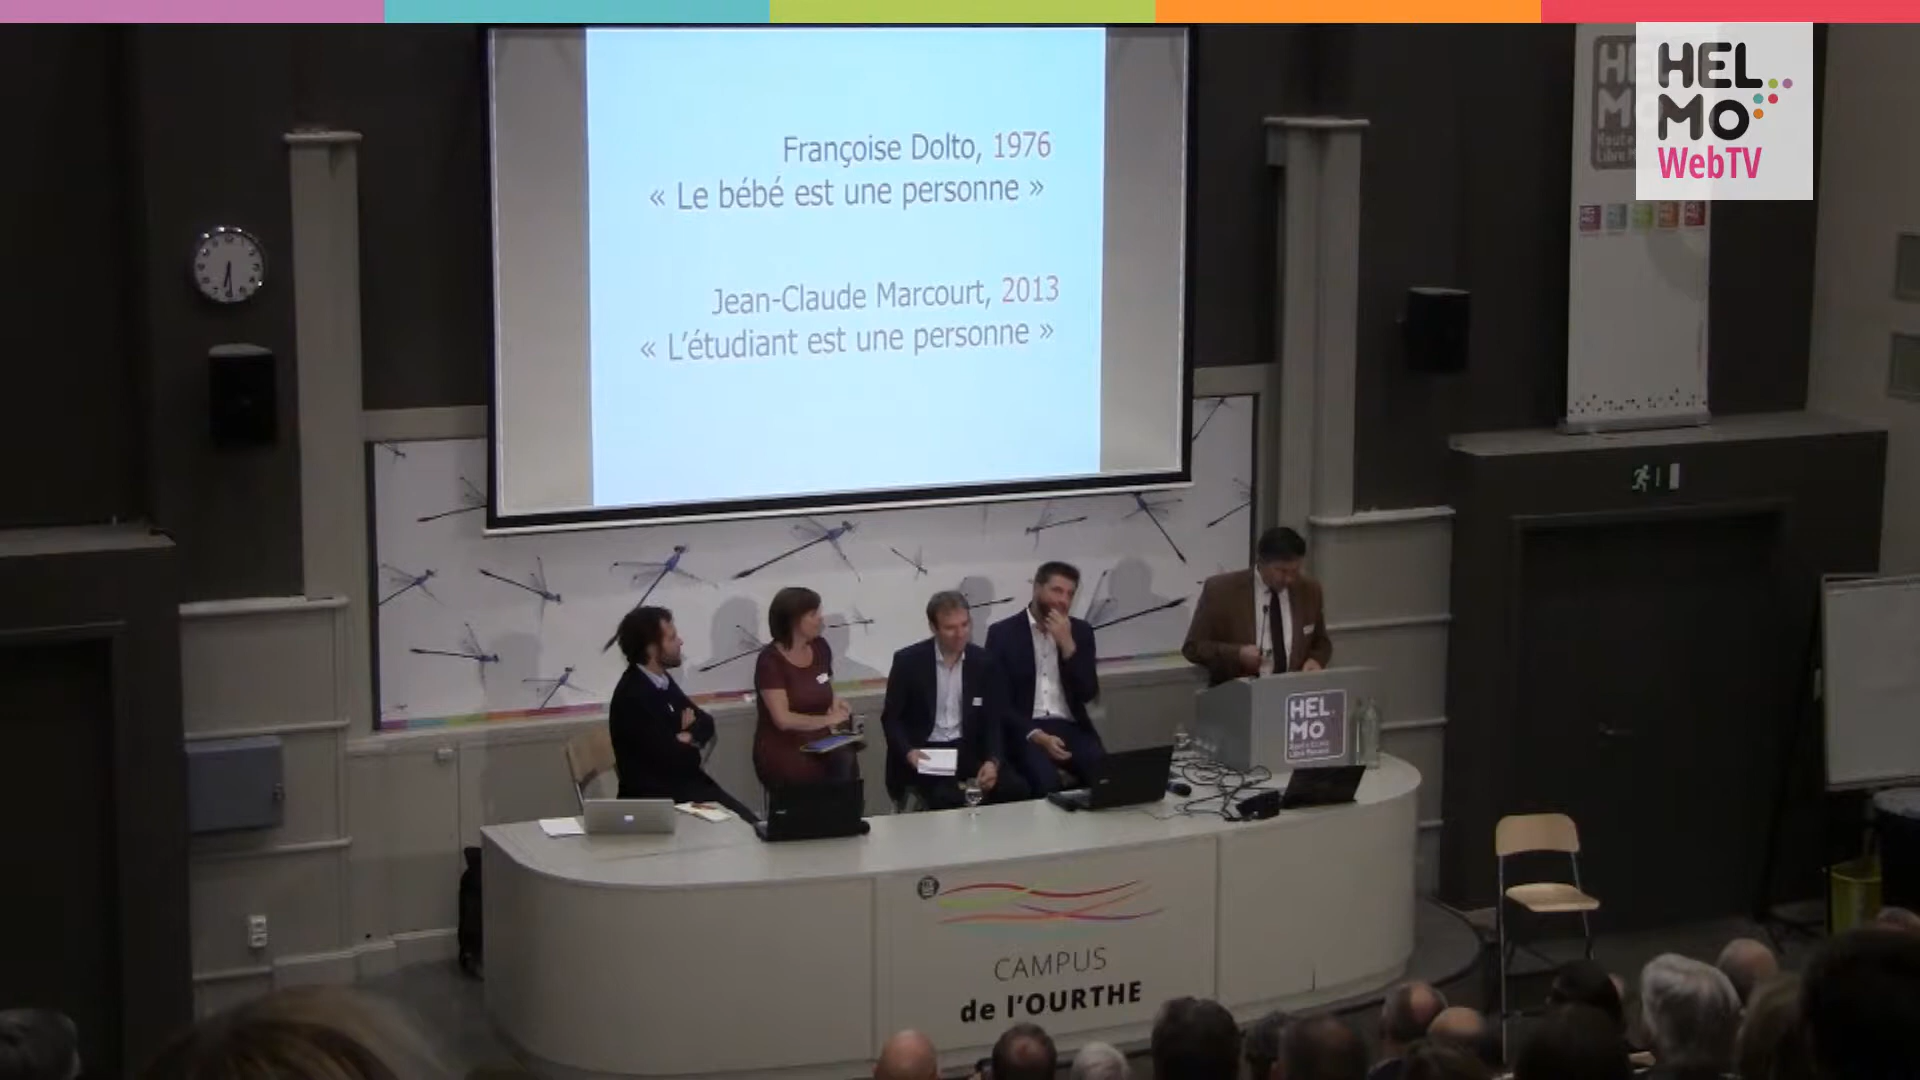 Françoise Dolto, 1976
« Le bébé est une personne »
Jean-Claude Marcourt, 2013
« L'étudiant est une personne »
HEL
MO
WebTV
HEL
MO
CAMPUS
de l'OURTHE